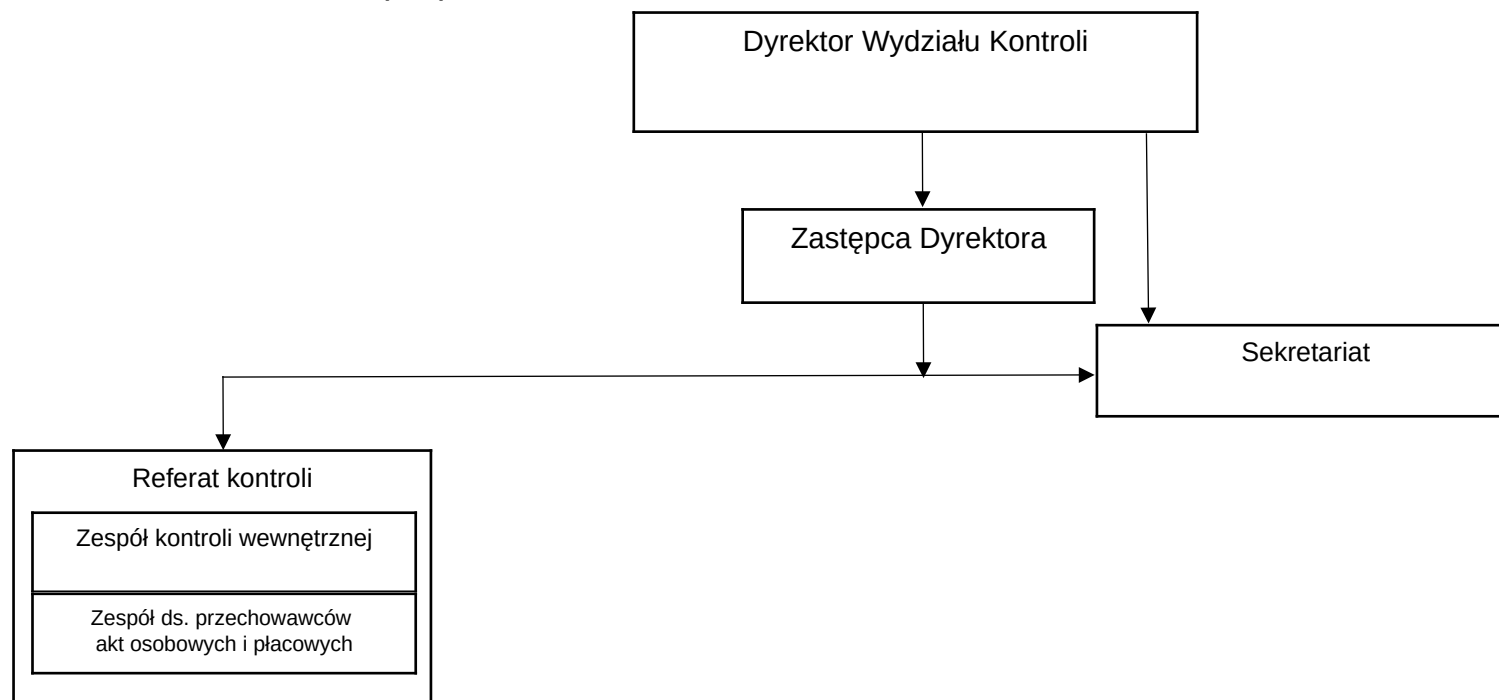 Dyrektor Wydziału Kontroli
Zastępca Dyrektora
Sekretariat
Referat kontroli
Zespół kontroli wewnętrznej
Zespół ds. przechowawców
akt osobowych i płacowych